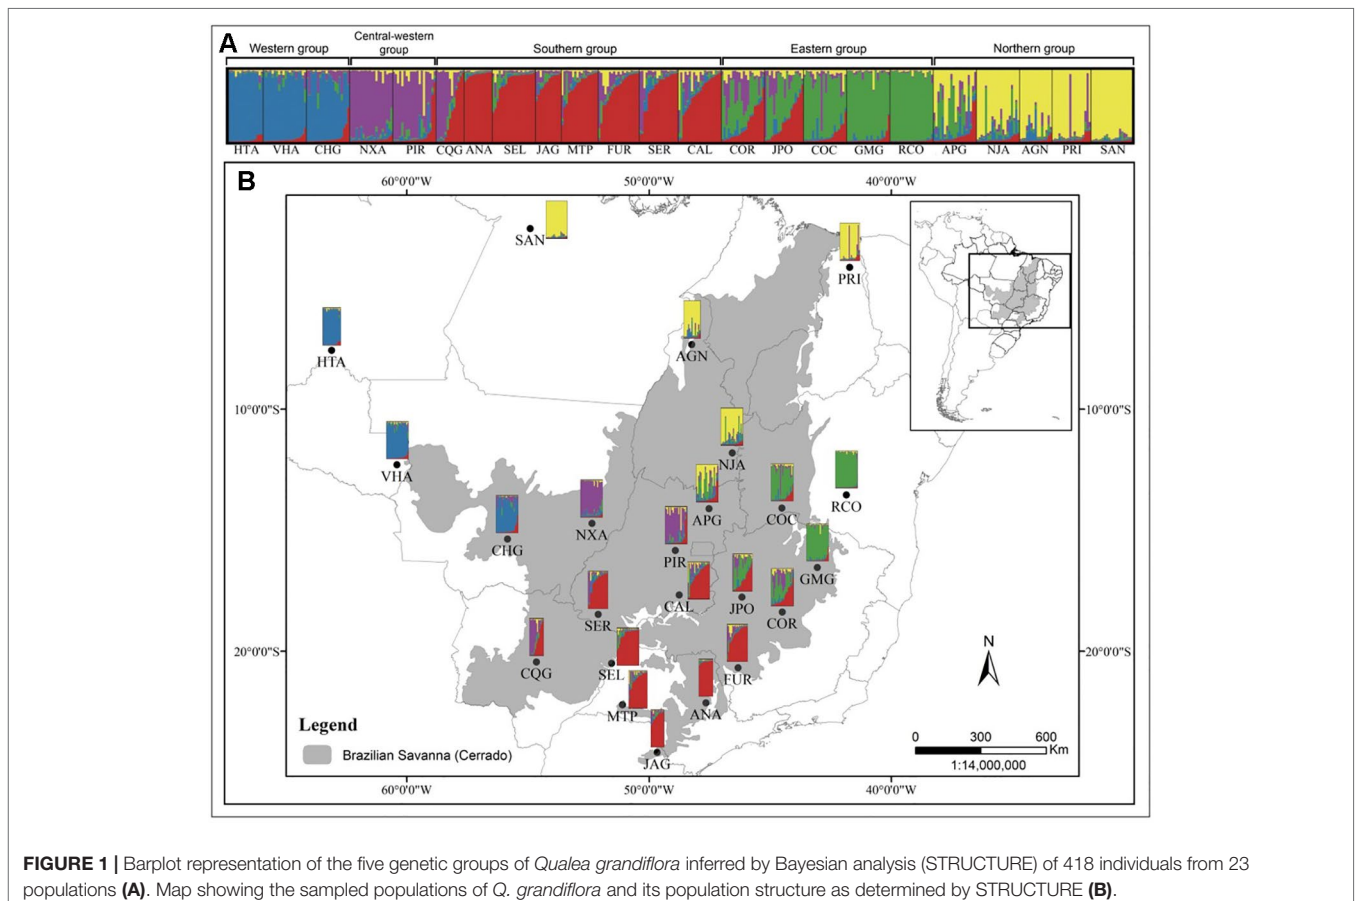 A
Western group
Central-western
group
Southern group
Eastern group
Northern group
HTA VHA CHG NXA PIR CQG ANA SEL JAG MTP FUR SER CAL COR JPO COC GMG RCO APG NJA AGN PRI SAN
B
60°0'0"W 50°0'0"W 40°0'0"W
SAN
PRI
HTA
AGN
10°0'0"S 10°0'0"S
NJA
VHA
RCO
APG
COC
NXA
CHG
PIR
GMG
CAL
JPO
COR
SER
N
20°0'0"S 20°0'0"S
CQG
SEL
FUR
MTP
ANA
Legend
Brazilian Savanna (Cerrado)
JAG
0 300 600
Km
1:14,000,000
60°0'0"W 50°0'0"W 40°0'0"W
FIGURE 1 | Barplot representation of the five genetic groups of Qualea grandiflora inferred by Bayesian analysis (STRUCTURE) of 418 individuals from 23
populations (A). Map showing the sampled populations of Q. grandiflora and its population structure as determined by STRUCTURE (B).